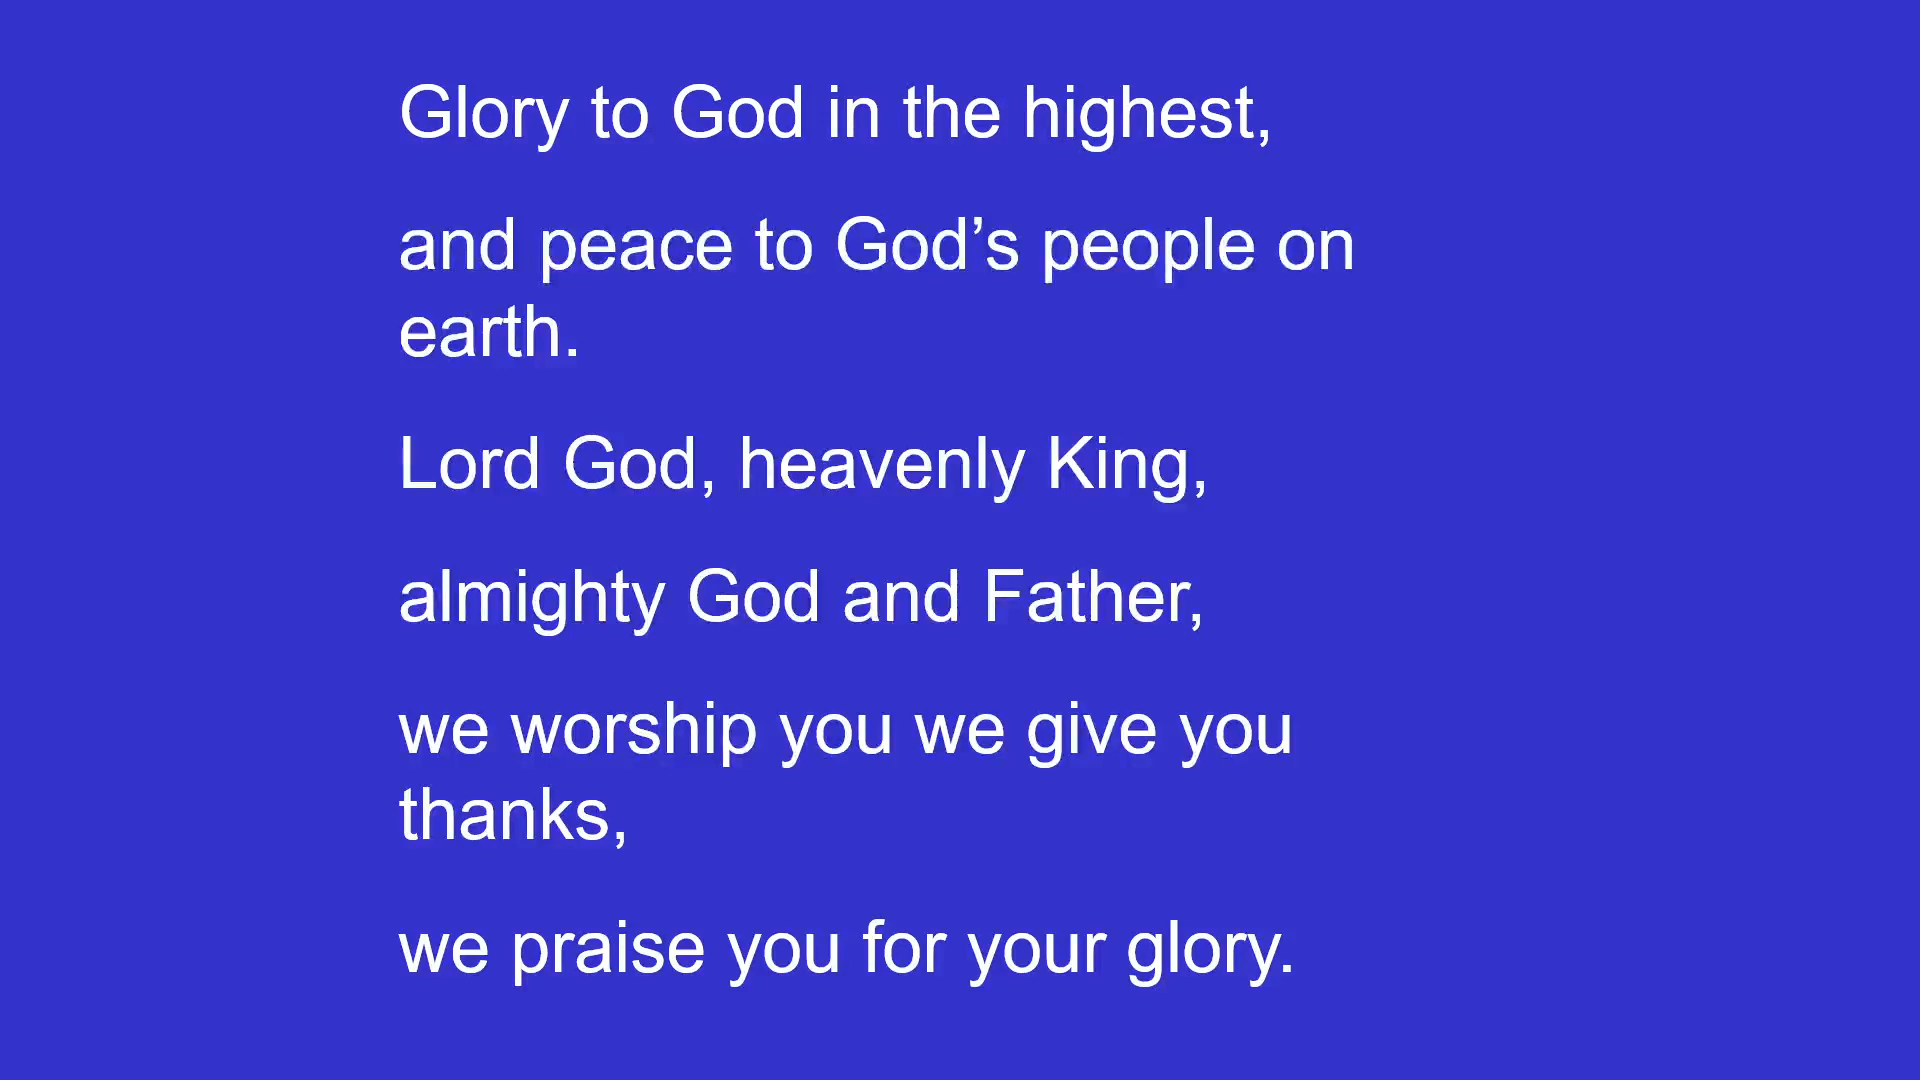 Glory to God in the highest,
and peace to God’s people on
earth.
Lord God, heavenly King,
almighty God and Father,
we worship you we give you
thanks,
we praise you for your glory.